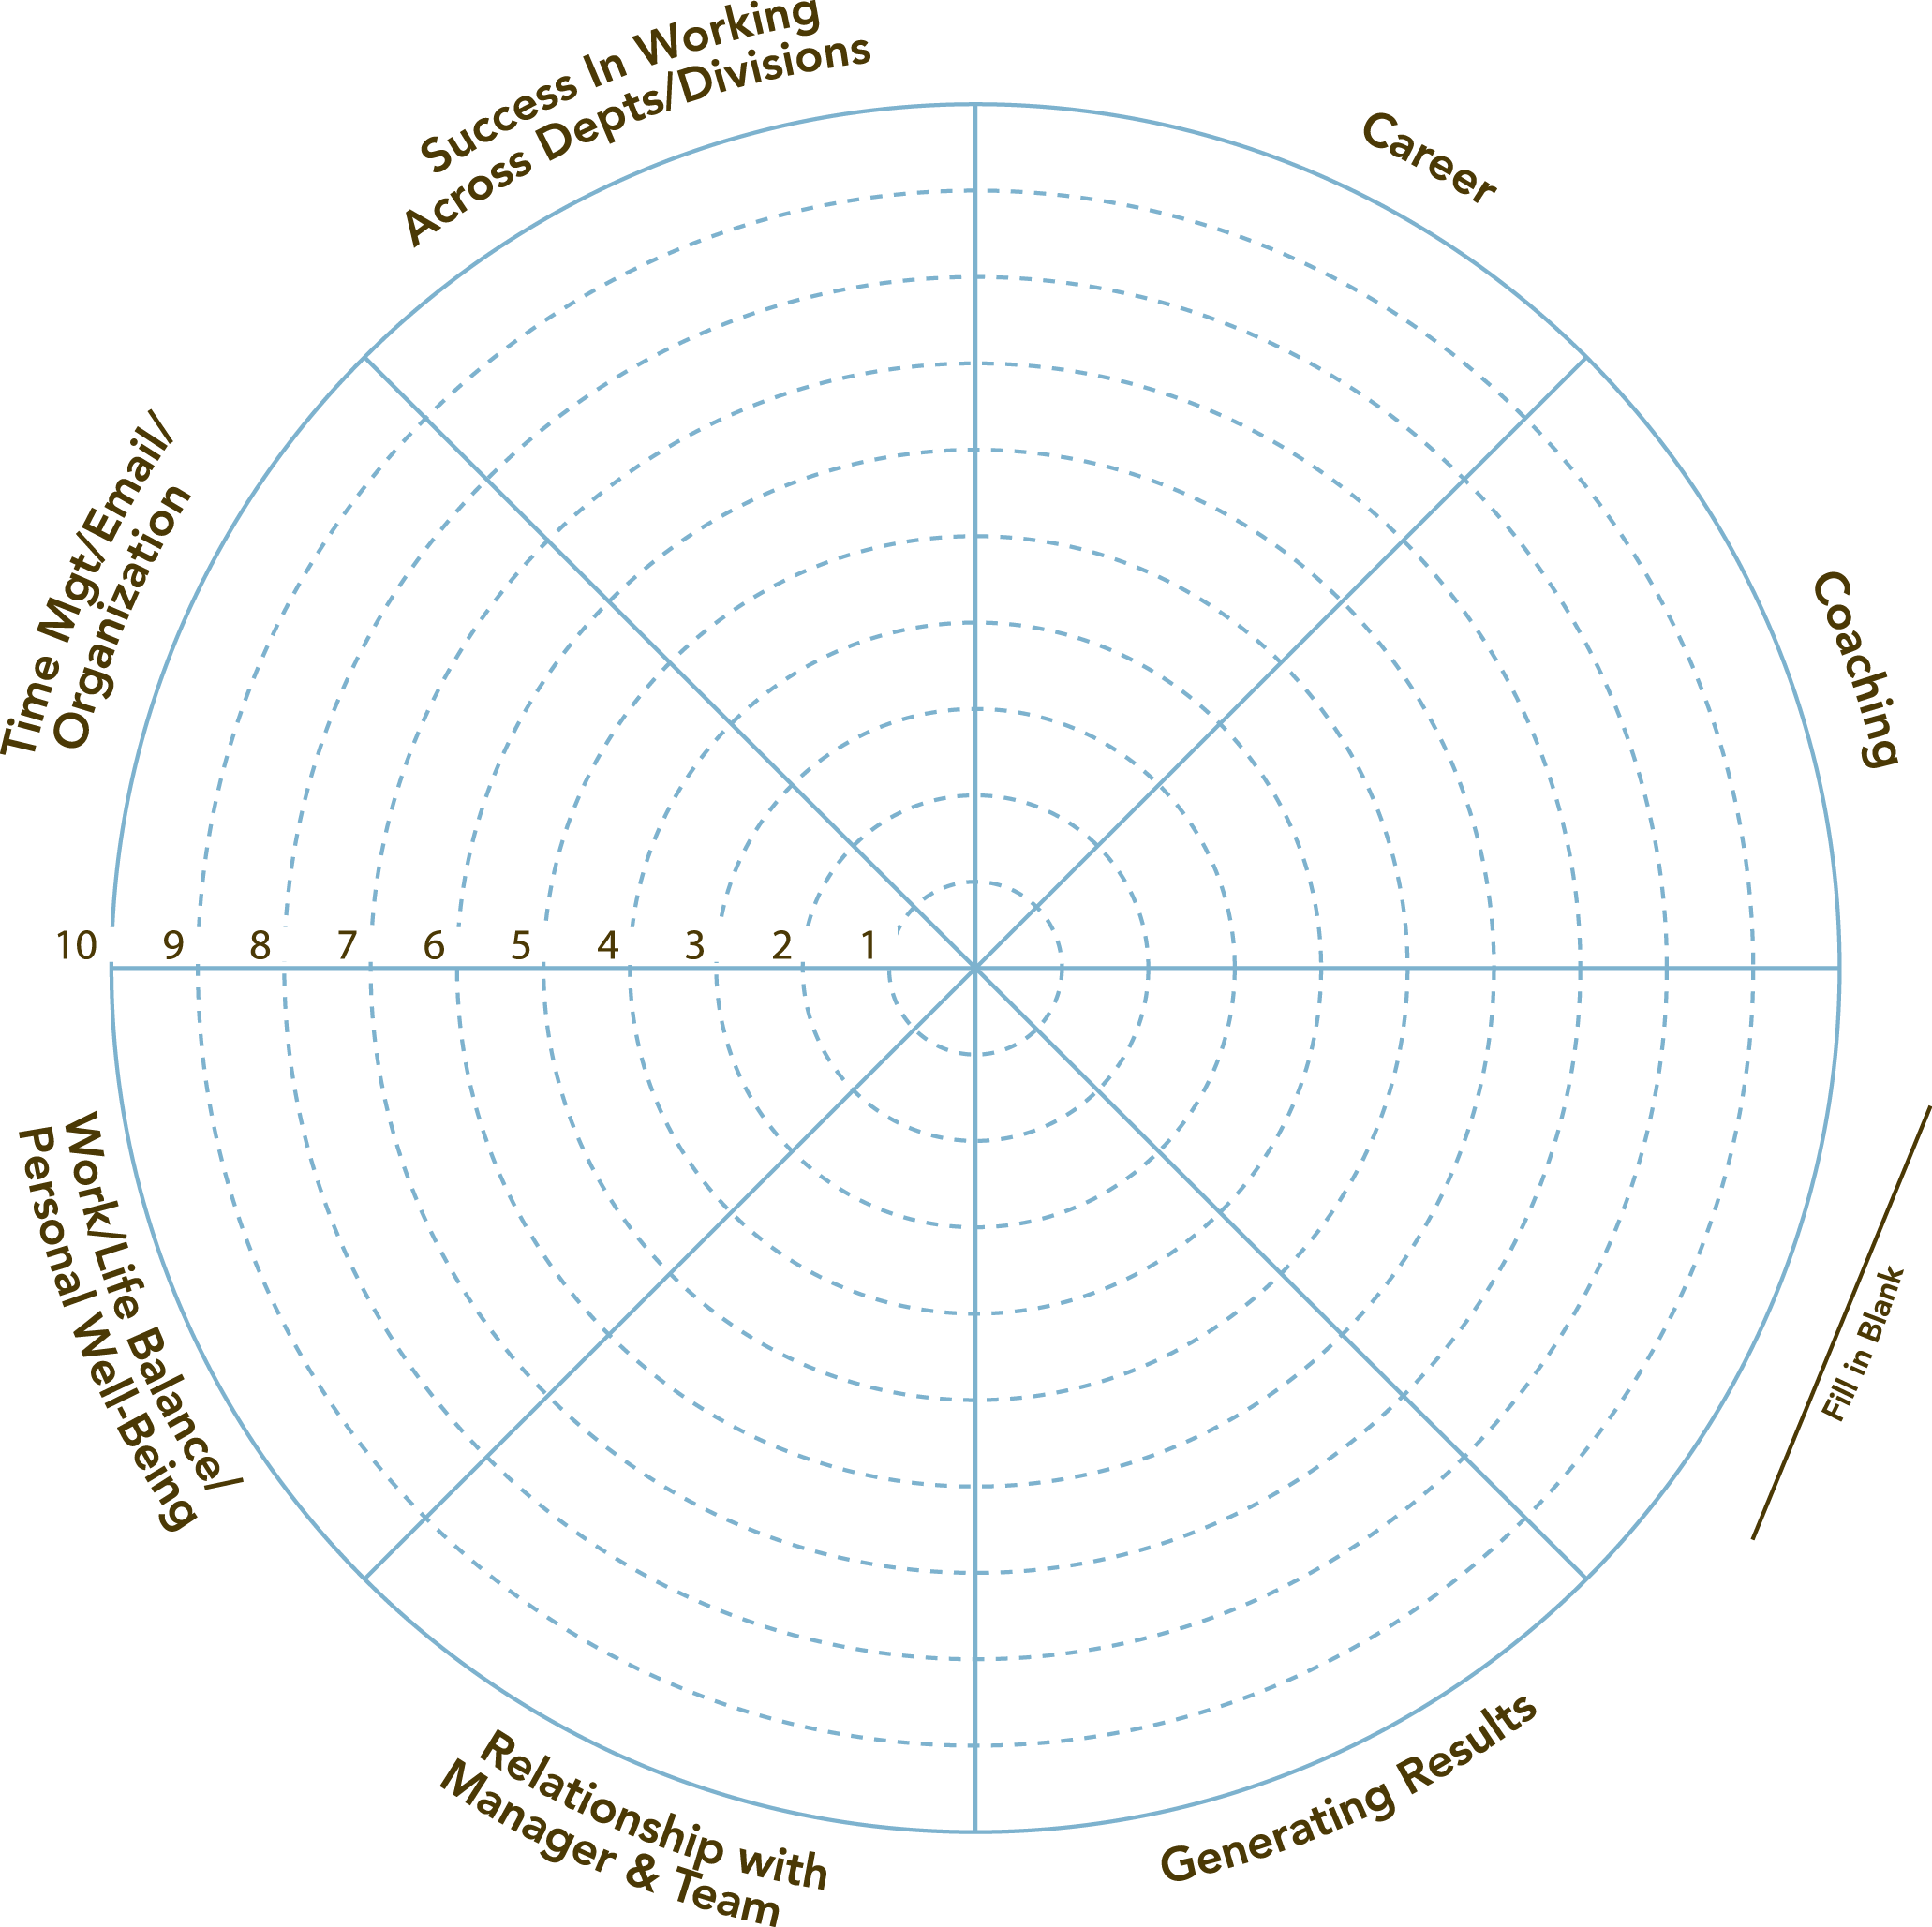 Success In Working
Across Depts/Divisions
Career
Coaching
Time Mgt/Email/
Organization
10 9 8 7 6 5 4 3 2 1
Work/Life Balance/
Personal Well-Being
Fill in Blank
Relationship with
Manager & Team
Generating Results